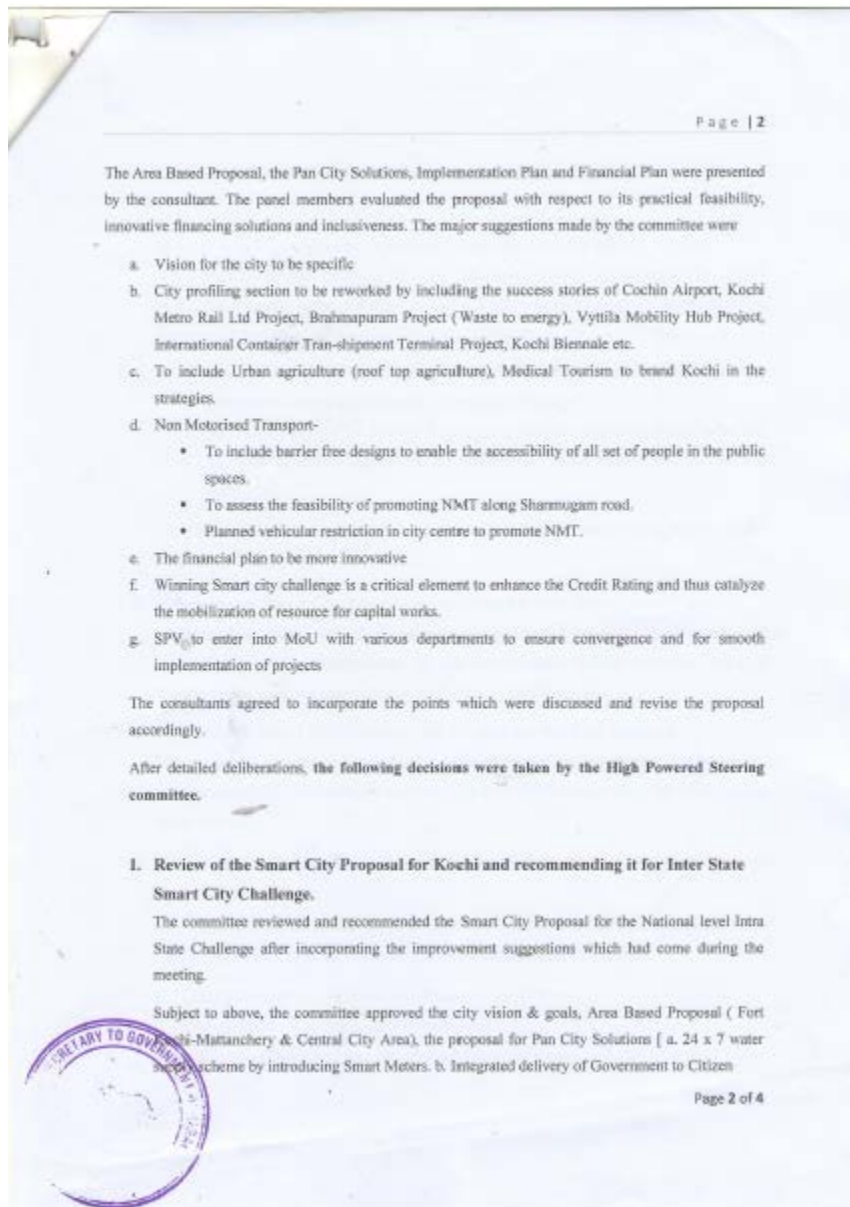 Page | 2
The Area Based Proposal, the Pan City Solutions, Implementation Plan and Financial Plan were presented
by the consultant. The panel members evaluated the proposal with respect to its practical feasibility,
innovative financing solutions and inclusiveness. The major suggestions made by the committee were
a. Vision for the city to be specific
b. City profiling section to be reworked by including the success stories of Cochin Airport, Kochi
Metro Rail Ltd Project, Brahmapuram Project (Waste to energy), Vyttila Mobility Hub Project,
International Container Tran-shipment Terminal Project, Kochi Biennale etc.
c. To include Urban agriculture (roof top agriculture), Medical Tourism to brand Kochi in the
strategies.
d. Non Motorised Transport-
• To include barrier free designs to enable the accessibility of all set of people in the public
spaces.
• To assess the feasibility of promoting NMT along Shanmugam road.
• Planned vehicular restriction in city centre to promote NMT.
e. The financial plan to be more innovative
f. Winning Smart city challenge is a critical element to enhance the Credit Rating and thus catalyze
the mobilization of resource for capital works.
g. SPV to enter into MoU with various departments to ensure convergence and for smooth
implementation of projects
The consultants agreed to incorporate the points which were discussed and revise the proposal
accordingly.
After detailed deliberations, the following decisions were taken by the High Powered Steering
committee.
1. Review of the Smart City Proposal for Kochi and recommending it for Inter State
Smart City Challenge.
The committee reviewed and recommended the Smart City Proposal for the National level Intra
State Challenge after incorporating the improvement suggestions which had come during the
meeting.
Subject to above, the committee approved the city vision & goals, Area Based Proposal ( Fort
Kochi-Mattanchery & Central City Area), the proposal for Pan City Solutions [ a. 24 x 7 water
scheme by introducing Smart Meters. b. Integrated delivery of Government to Citizen
Page 2 of 4
TO GOVERNMENT